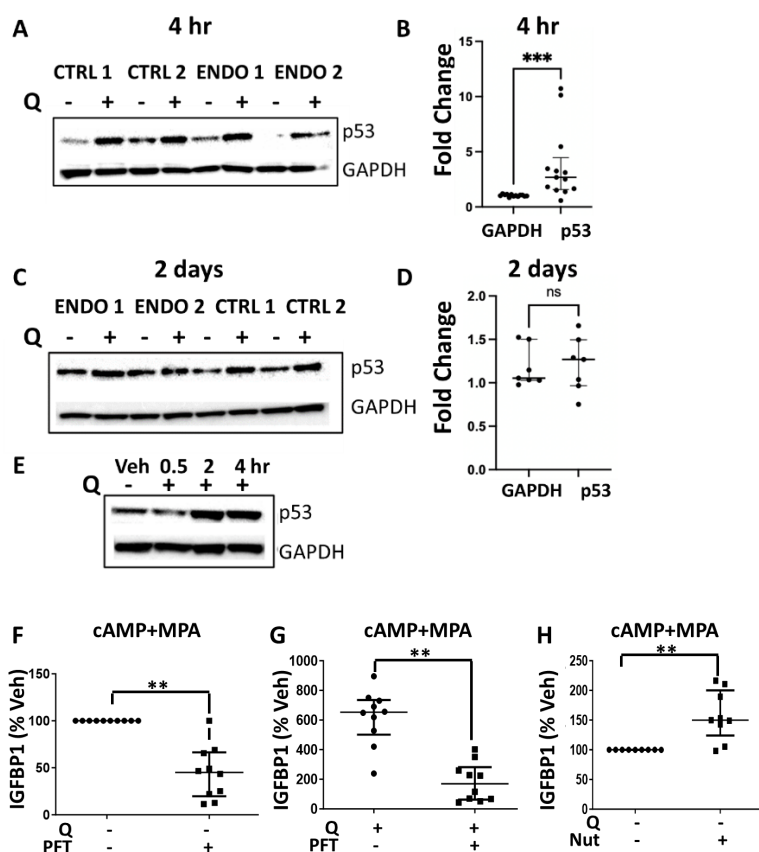 A 4 hr
CTRL 1 CTRL 2 ENDO 1 ENDO 2
Q - + - + - + - +
p53
GAPDH
B 4 hr
Fold Change
15
10
5
0
***
GAPDH p53
C 2 days
ENDO 1 ENDO 2 CTRL 1 CTRL 2
Q - + - + - + - +
p53
GAPDH
D 2 days
Fold Change
2.0
1.5
1.0
0.5
0.0
ns
GAPDH p53
E Veh 0.5 2 4 hr
Q - + + +
p53
GAPDH
F cAMP+MPA
IGFBP1 (% Veh)
150
100
50
0
**
Q - -
PFT - +
G cAMP+MPA
IGFBP1 (% Veh)
1000
800
600
400
200
0
**
Q + +
PFT - +
H cAMP+MPA
IGFBP1 (% Veh)
250
200
150
100
50
0
**
Q - -
Nut - +